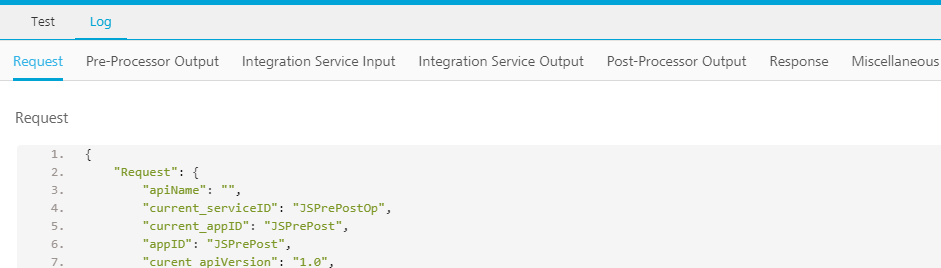 Test Log
Request Pre-Processor Output Integration Service Input Integration Service Output Post-Processor Output Response Miscellaneous
Request
1. {
2. "Request": {
3. "apiName": "",
4. "current_serviceID": "JSPrePostOp",
5. "current_appID": "JSPrePost",
6. "appID": "JSPrePost",
7. "curent_apiVersion": "1.0",